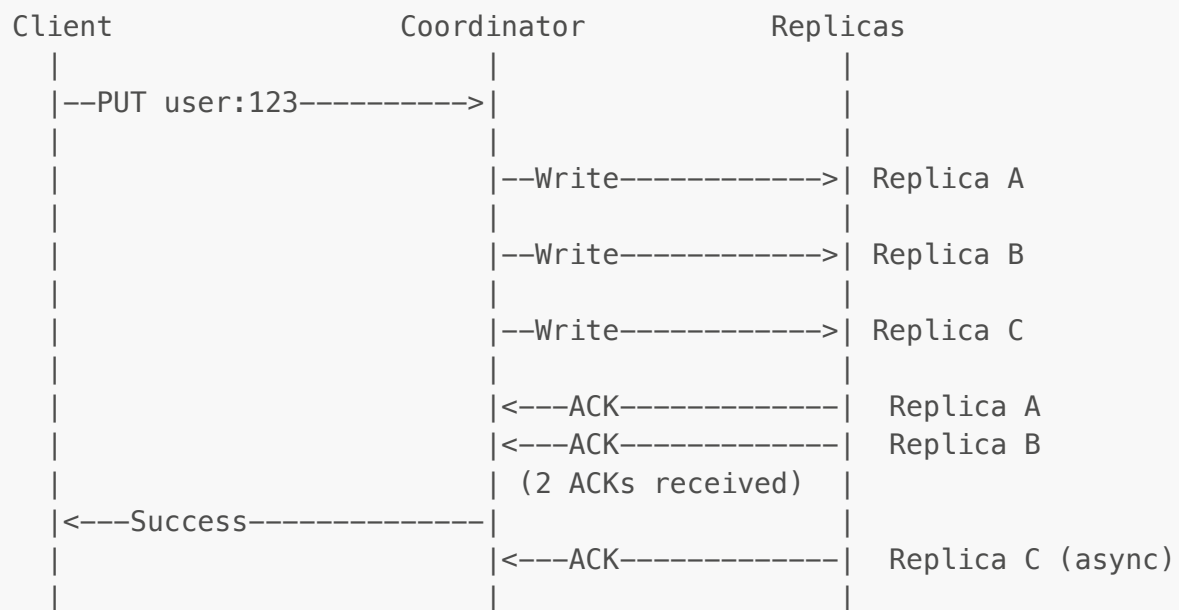 Client Coordinator Replicas
| | |
|--PUT user:123---------->| |
| | |
| |--Write------------>| Replica A
| | |
| |--Write------------>| Replica B
| | |
| |--Write------------>| Replica C
| | |
| |<---ACK-------------| Replica A
| |<---ACK-------------| Replica B
| | (2 ACKs received) |
|<---Success--------------| |
| |<---ACK-------------| Replica C (async)
| | |